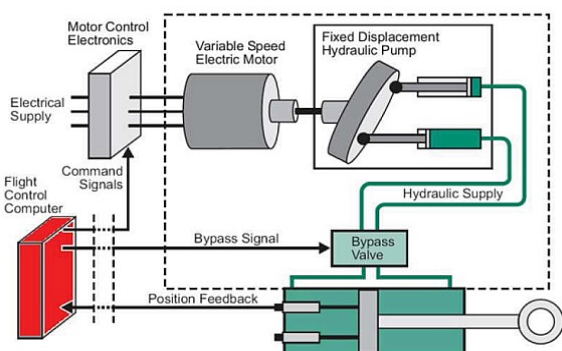 Motor Control
Electronics
Variable Speed
Electric Motor
Fixed Displacement
Hydraulic Pump
Electrical
Supply
Command
Signals
Flight
Control
Computer
Hydraulic Supply
Bypass Signal
Bypass
Valve
Position Feedback